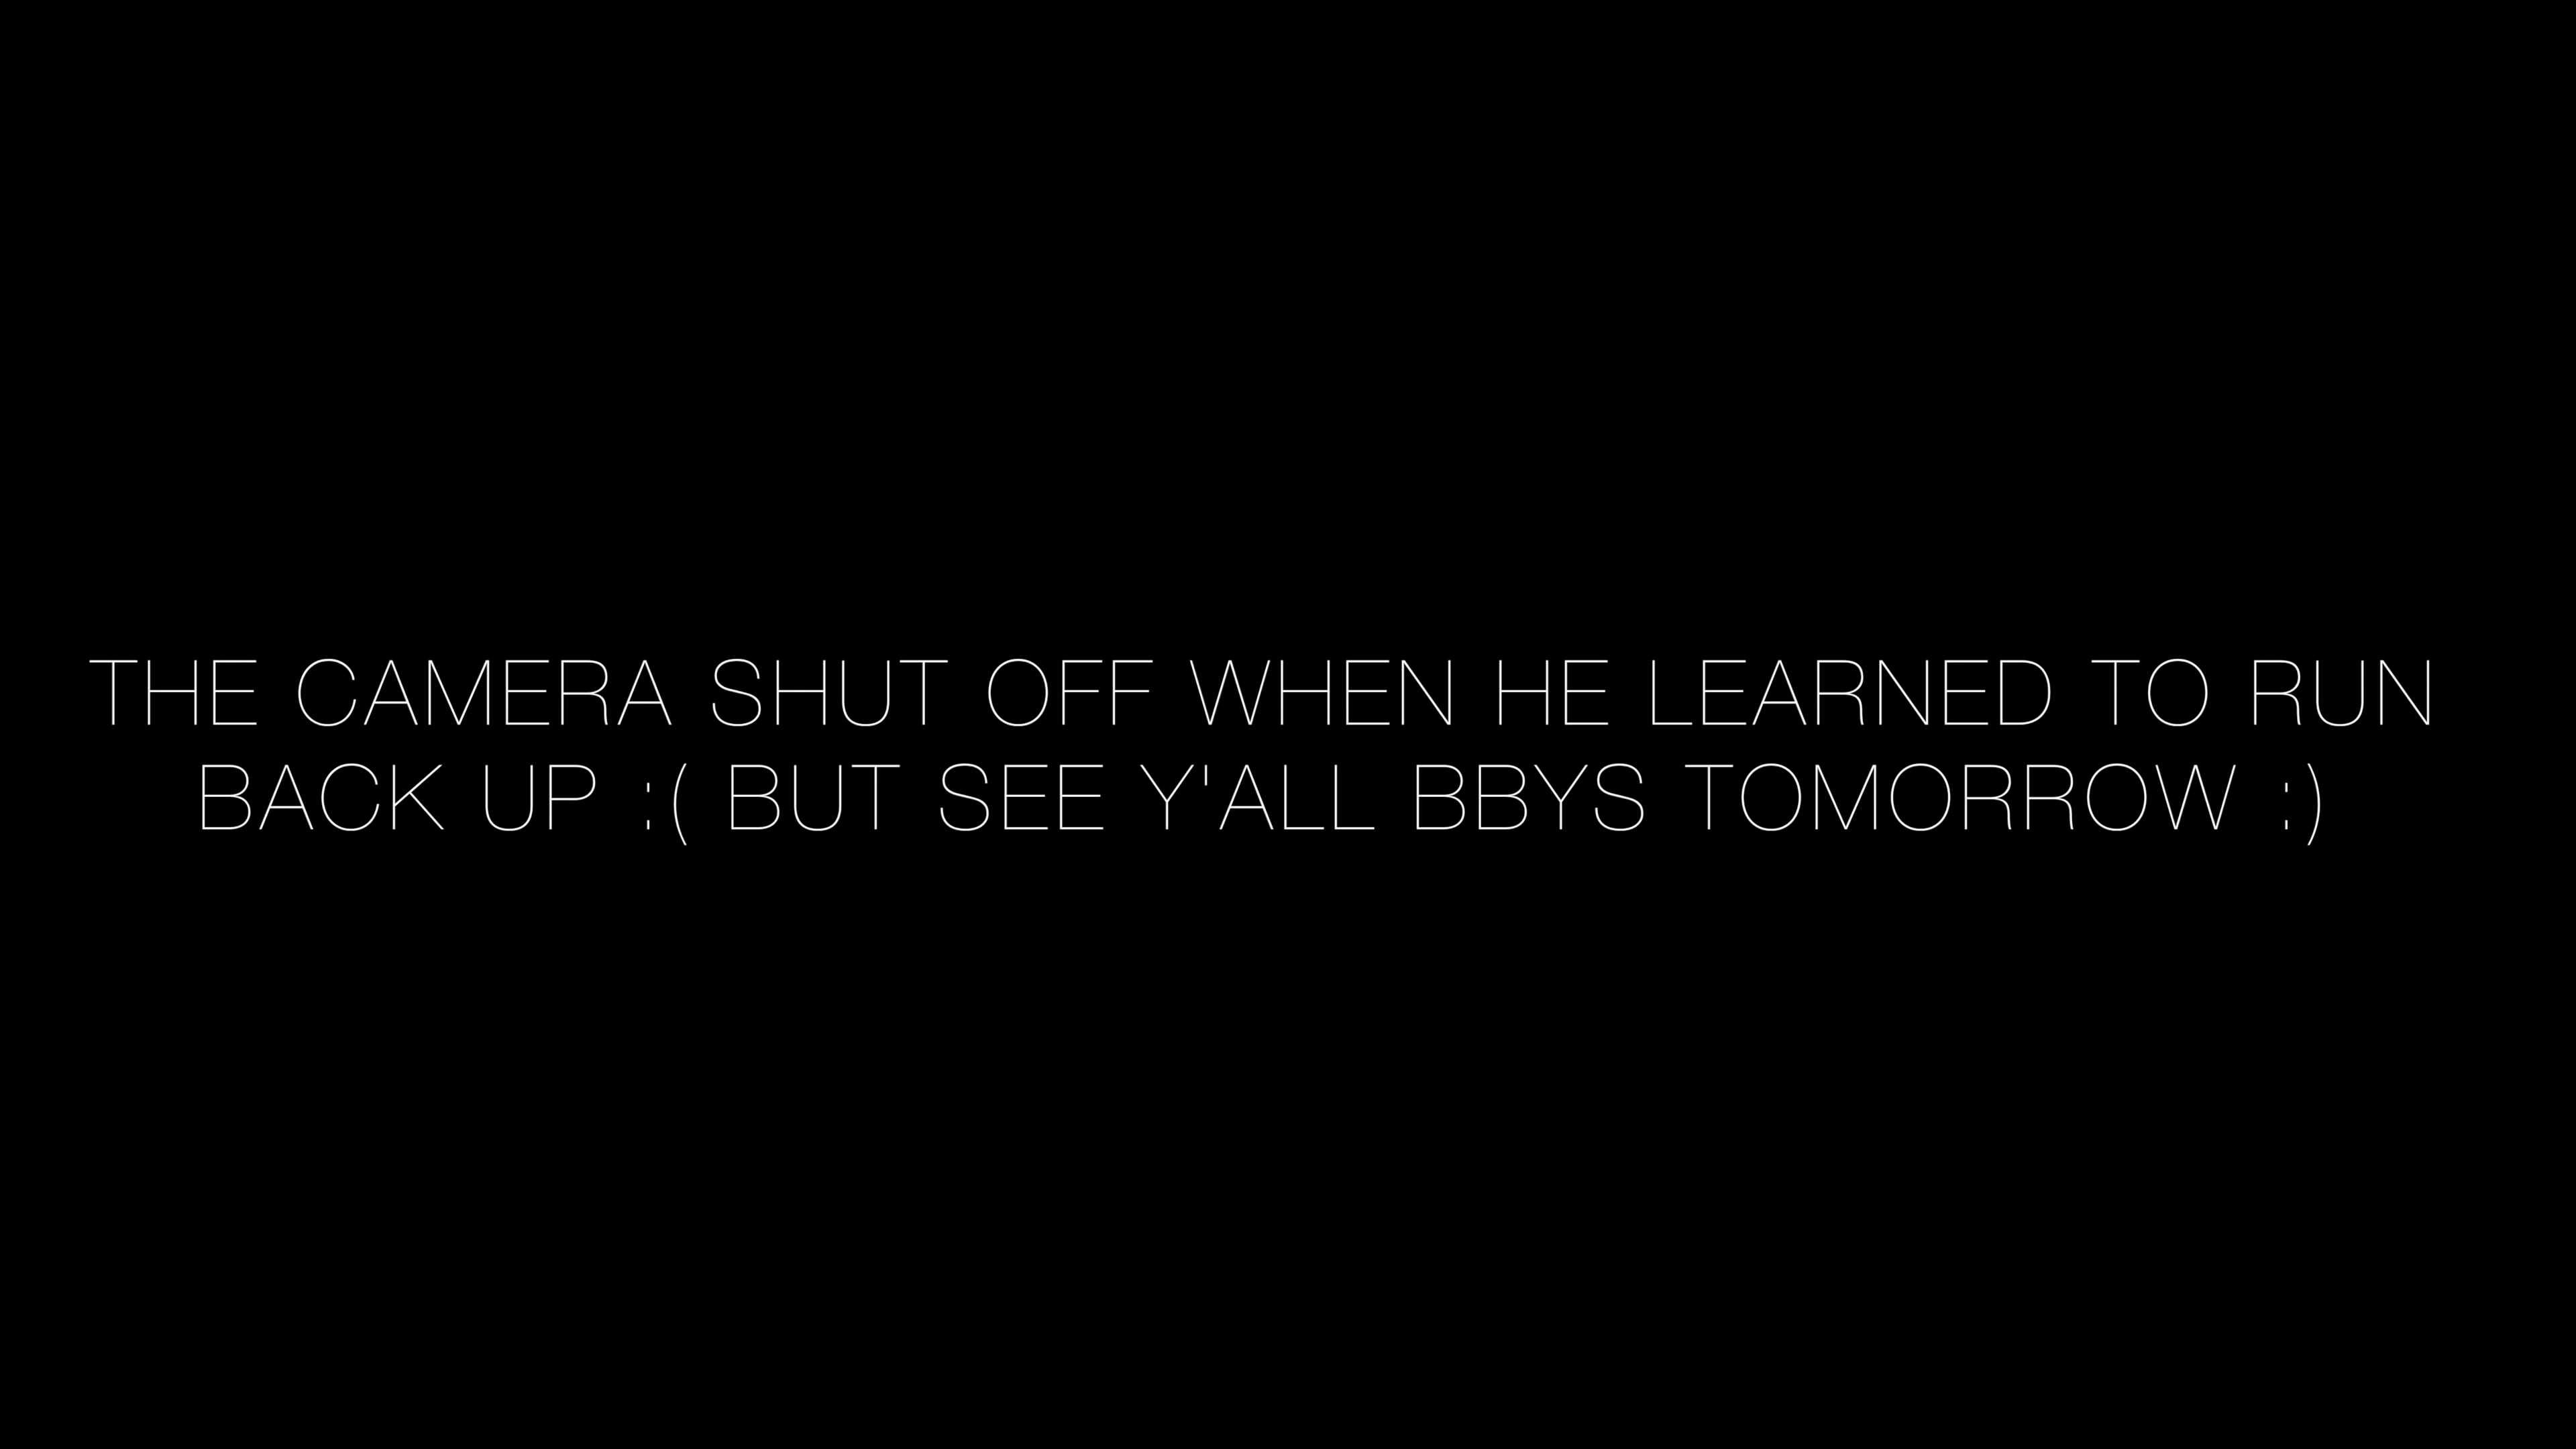 THE CAMERA SHUT OFF WHEN HE LEARNED TO RUN
BACK UP :( BUT SEE Y'ALL BBYS TOMORROW :)